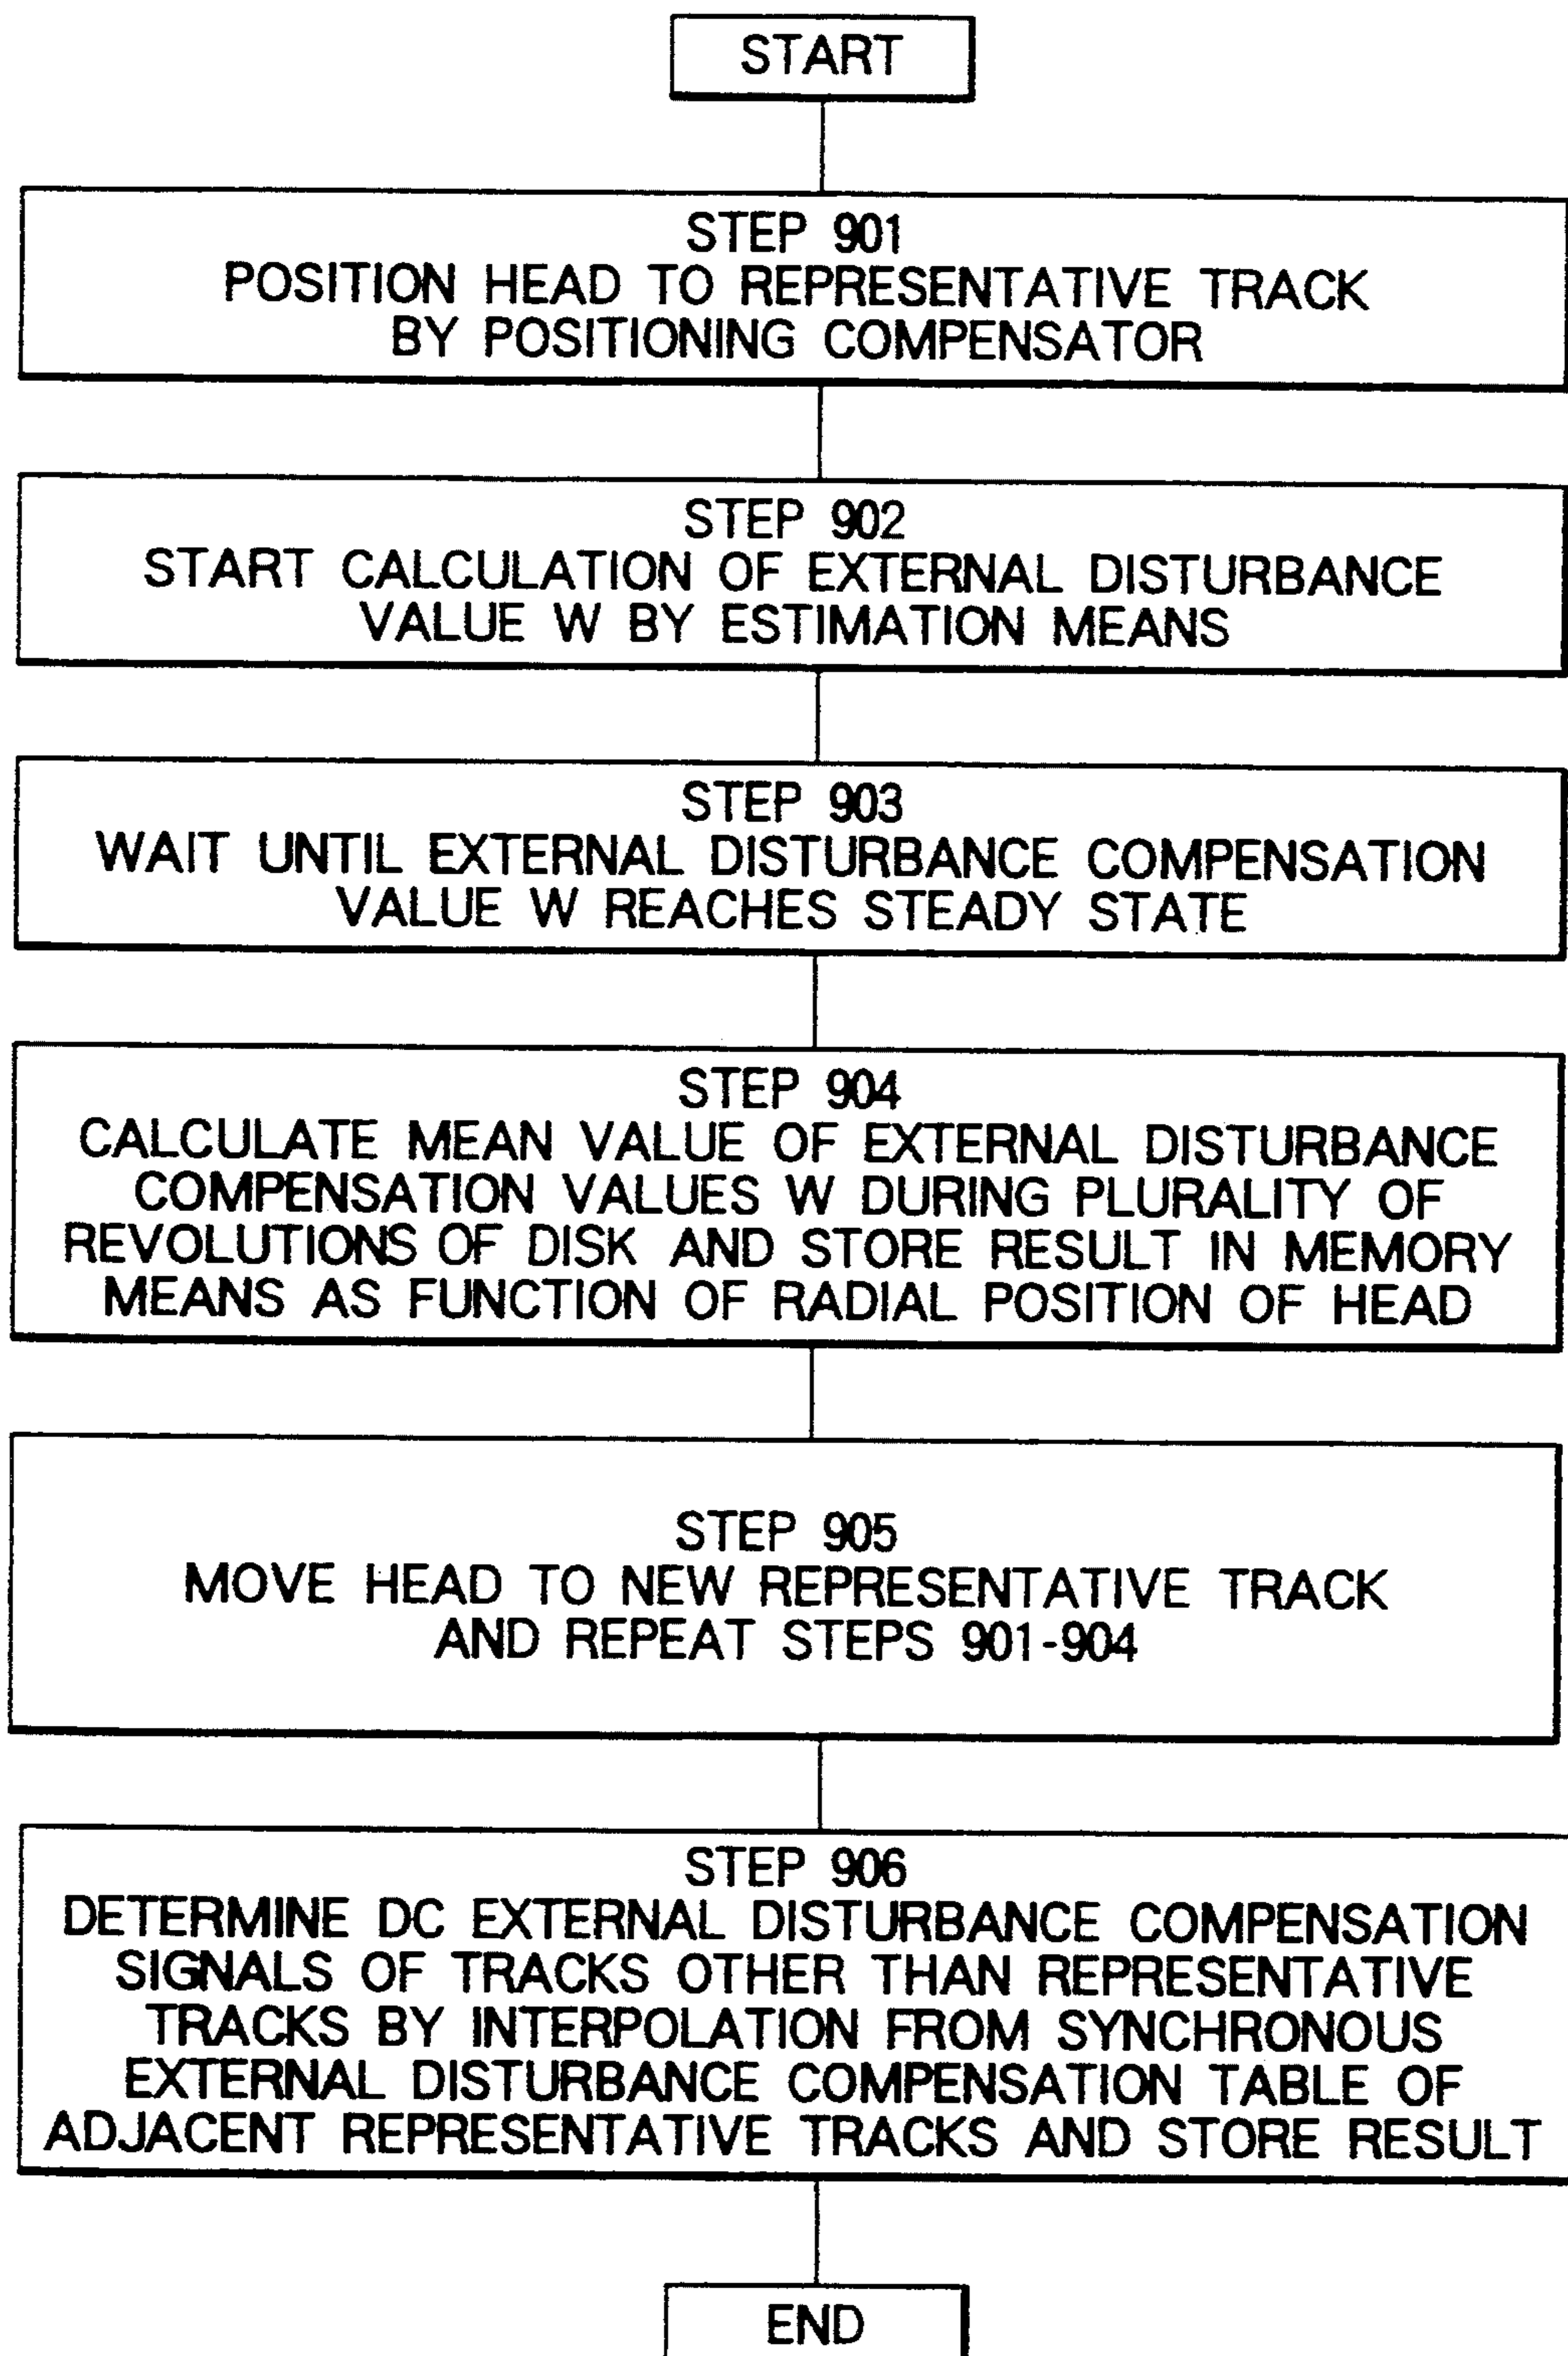 START
STEP 901
POSITION HEAD TO REPRESENTATIVE TRACK
BY POSITIONING COMPENSATOR
STEP 902
START CALCULATION OF EXTERNAL DISTURBANCE
VALUE W BY ESTIMATION MEANS
STEP 903
WAIT UNTIL EXTERNAL DISTURBANCE COMPENSATION
VALUE W REACHES STEADY STATE
STEP 904
CALCULATE MEAN VALUE OF EXTERNAL DISTURBANCE
COMPENSATION VALUES W DURING PLURALITY OF
REVOLUTIONS OF DISK AND STORE RESULT IN MEMORY
MEANS AS FUNCTION OF RADIAL POSITION OF HEAD
STEP 905
MOVE HEAD TO NEW REPRESENTATIVE TRACK
AND REPEAT STEPS 901-904
STEP 906
DETERMINE DC EXTERNAL DISTURBANCE COMPENSATION
SIGNALS OF TRACKS OTHER THAN REPRESENTATIVE
TRACKS BY INTERPOLATION FROM SYNCHRONOUS
EXTERNAL DISTURBANCE COMPENSATION TABLE OF
ADJACENT REPRESENTATIVE TRACKS AND STORE RESULT
END